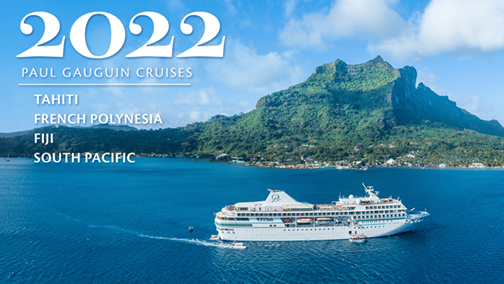 2022
PAUL GAUGUIN CRUISES
TAHITI
FRENCH POLYNESIA
FIJI
SOUTH PACIFIC